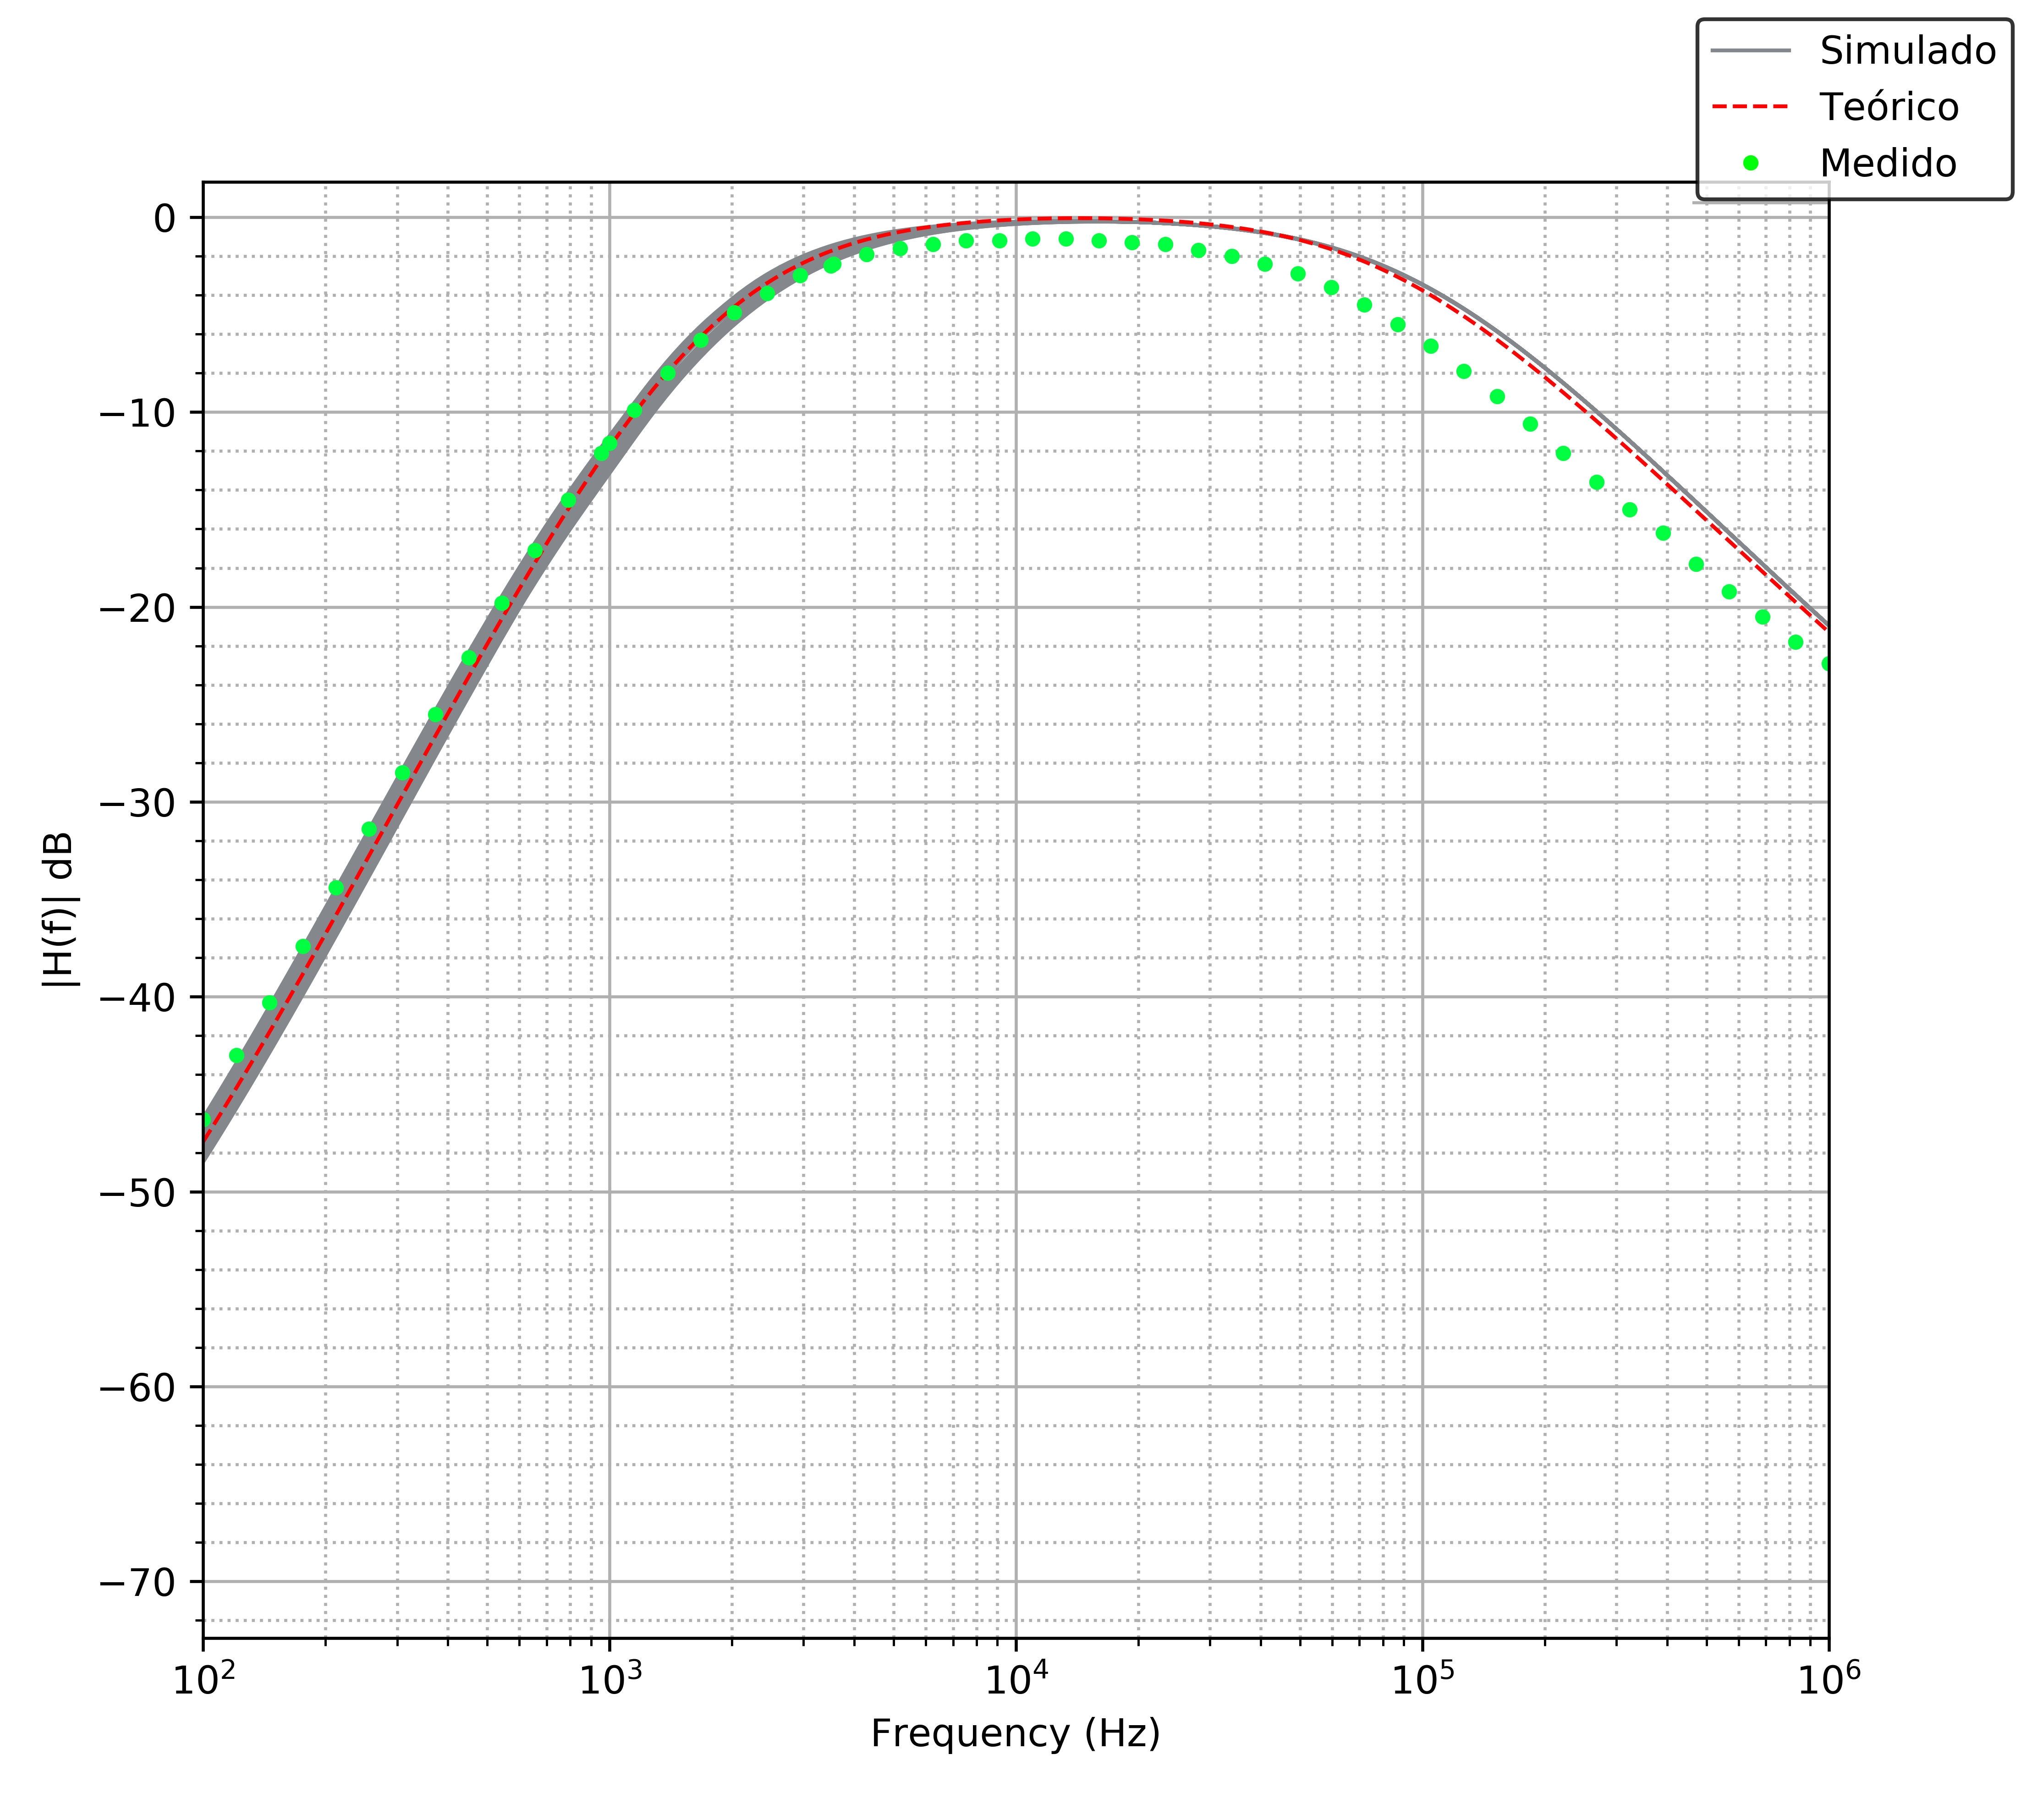 Simulado
Teórico
Medido
0
−10
−20
−30
−40
−50
−60
−70
|H(f)| dB
10² 10³ 10⁴ 10⁵ 10⁶
Frequency (Hz)